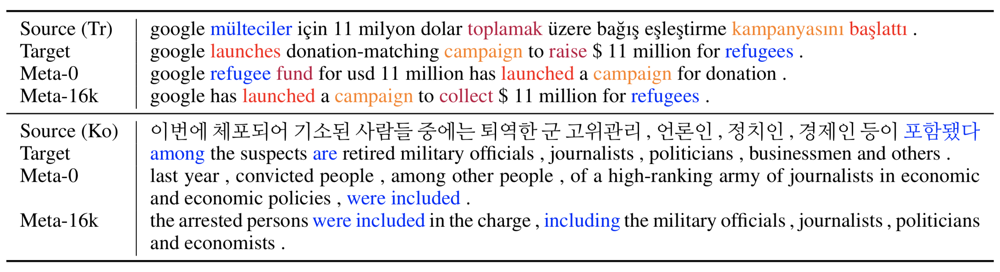 Source (Tr) google mülteciler için 11 milyon dolar toplamak üzere bağış eşleştirme kampanyasını başlattı .
Target google launches donation-matching campaign to raise $ 11 million for refugees .
Meta-0 google refugee fund for usd 11 million has launched a campaign for donation .
Meta-16k google has launched a campaign to collect $ 11 million for refugees .
Source (Ko) 이번에 체포되어 기소된 사람들 중에는 퇴역한 군 고위관리 , 언론인 , 정치인 , 경제인 등이 포함됐다
Target among the suspects are retired military officials , journalists , politicians , businessmen and others .
Meta-0 last year , convicted people , among other people , of a high-ranking army of journalists in economic
and economic policies , were included .
Meta-16k the arrested persons were included in the charge , including the military officials , journalists , politicians
and economists .